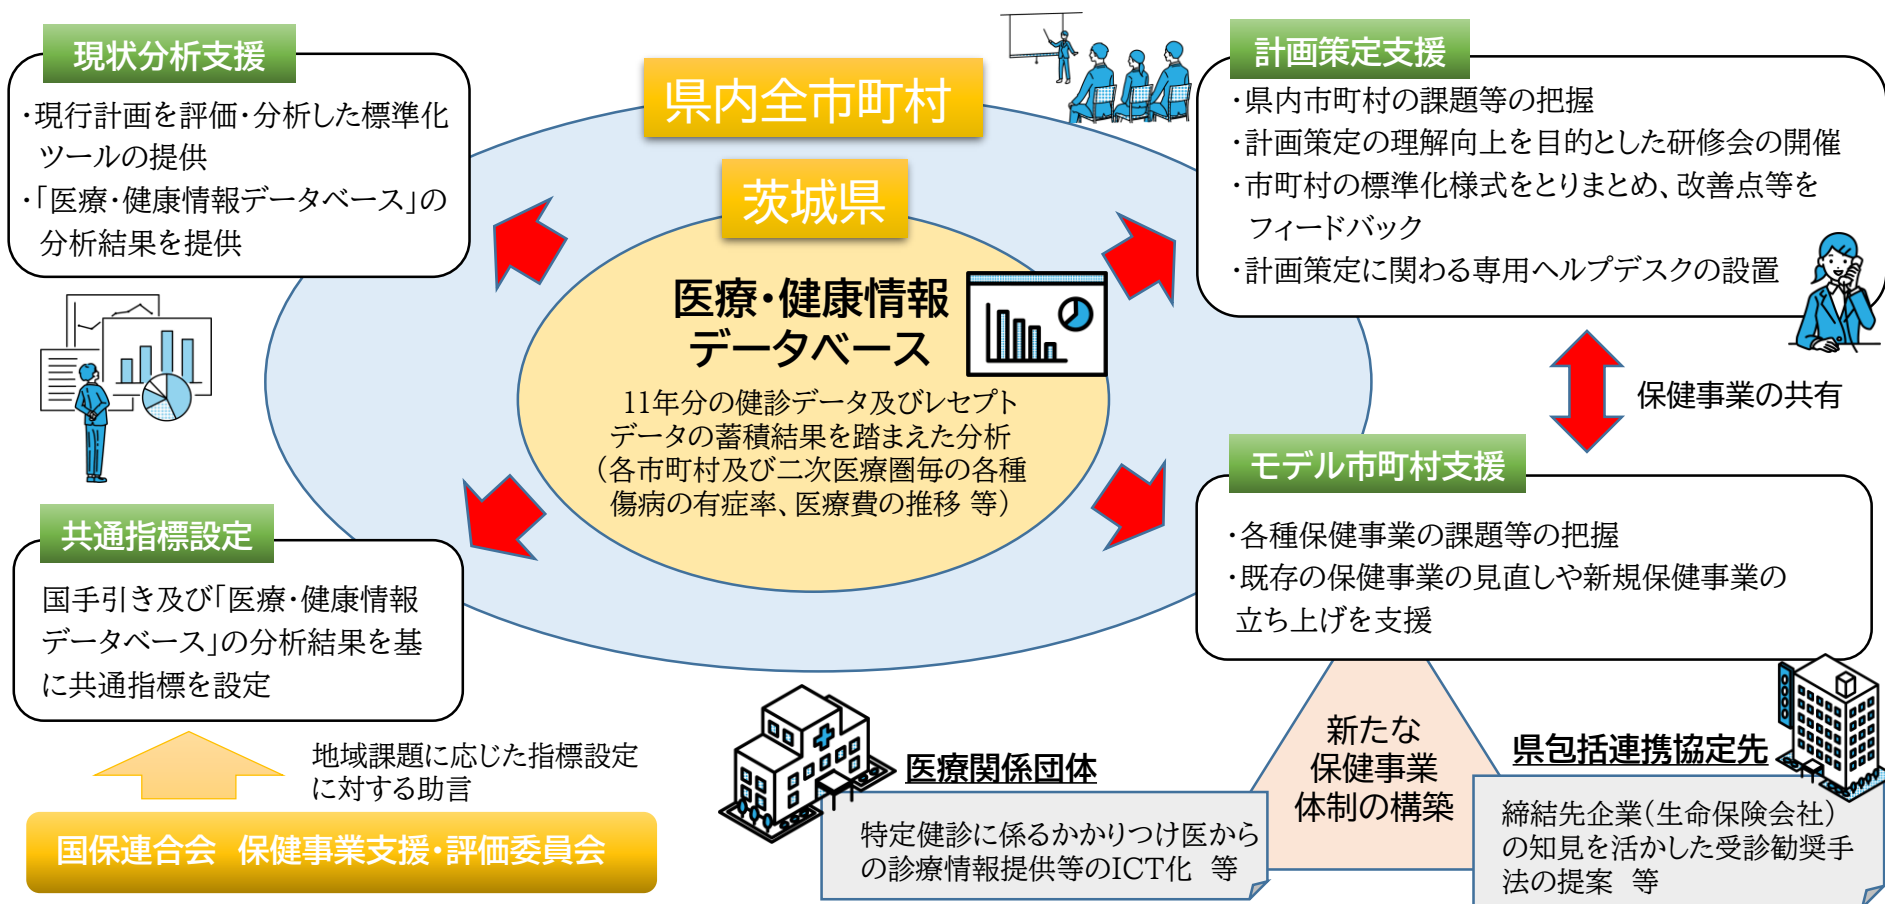 現状分析支援
・現行計画を評価・分析した標準化
ツールの提供
・「医療・健康情報データベース」の
分析結果を提供
県内全市町村
茨城県
医療・健康情報
データベース
11年分の健診データ及びレセプト
データの蓄積結果を踏まえた分析
（各市町村及び二次医療圏毎の各種
傷病の有症率、医療費の推移 等）
計画策定支援
・県内市町村の課題等の把握
・計画策定の理解向上を目的とした研修会の開催
・市町村の標準化様式をとりまとめ、改善点等を
フィードバック
・計画策定に関わる専用ヘルプデスクの設置
保健事業の共有
モデル市町村支援
・各種保健事業の課題等の把握
・既存の保健事業の見直しや新規保健事業の
立ち上げを支援
共通指標設定
国手引き及び「医療・健康情報
データベース」の分析結果を基
に共通指標を設定
地域課題に応じた指標設定
に対する助言
国保連合会　保健事業支援・評価委員会
医療関係団体
特定健診に係るかかりつけ医から
の診療情報提供等のICT化　等
新たな
保健事業
体制の構築
県包括連携協定先
締結先企業（生命保険会社）
の知見を活かした受診勧奨手
法の提案　等